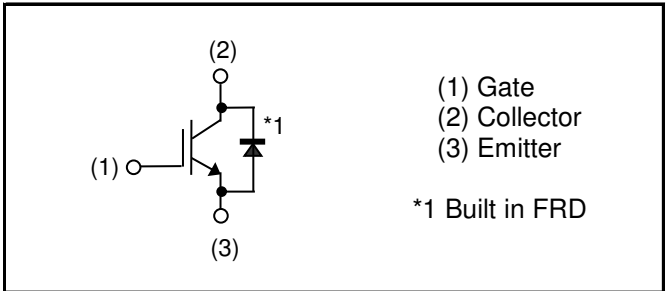 (2)
*1
(1)
(3)
(1) Gate
(2) Collector
(3) Emitter
*1 Built in FRD